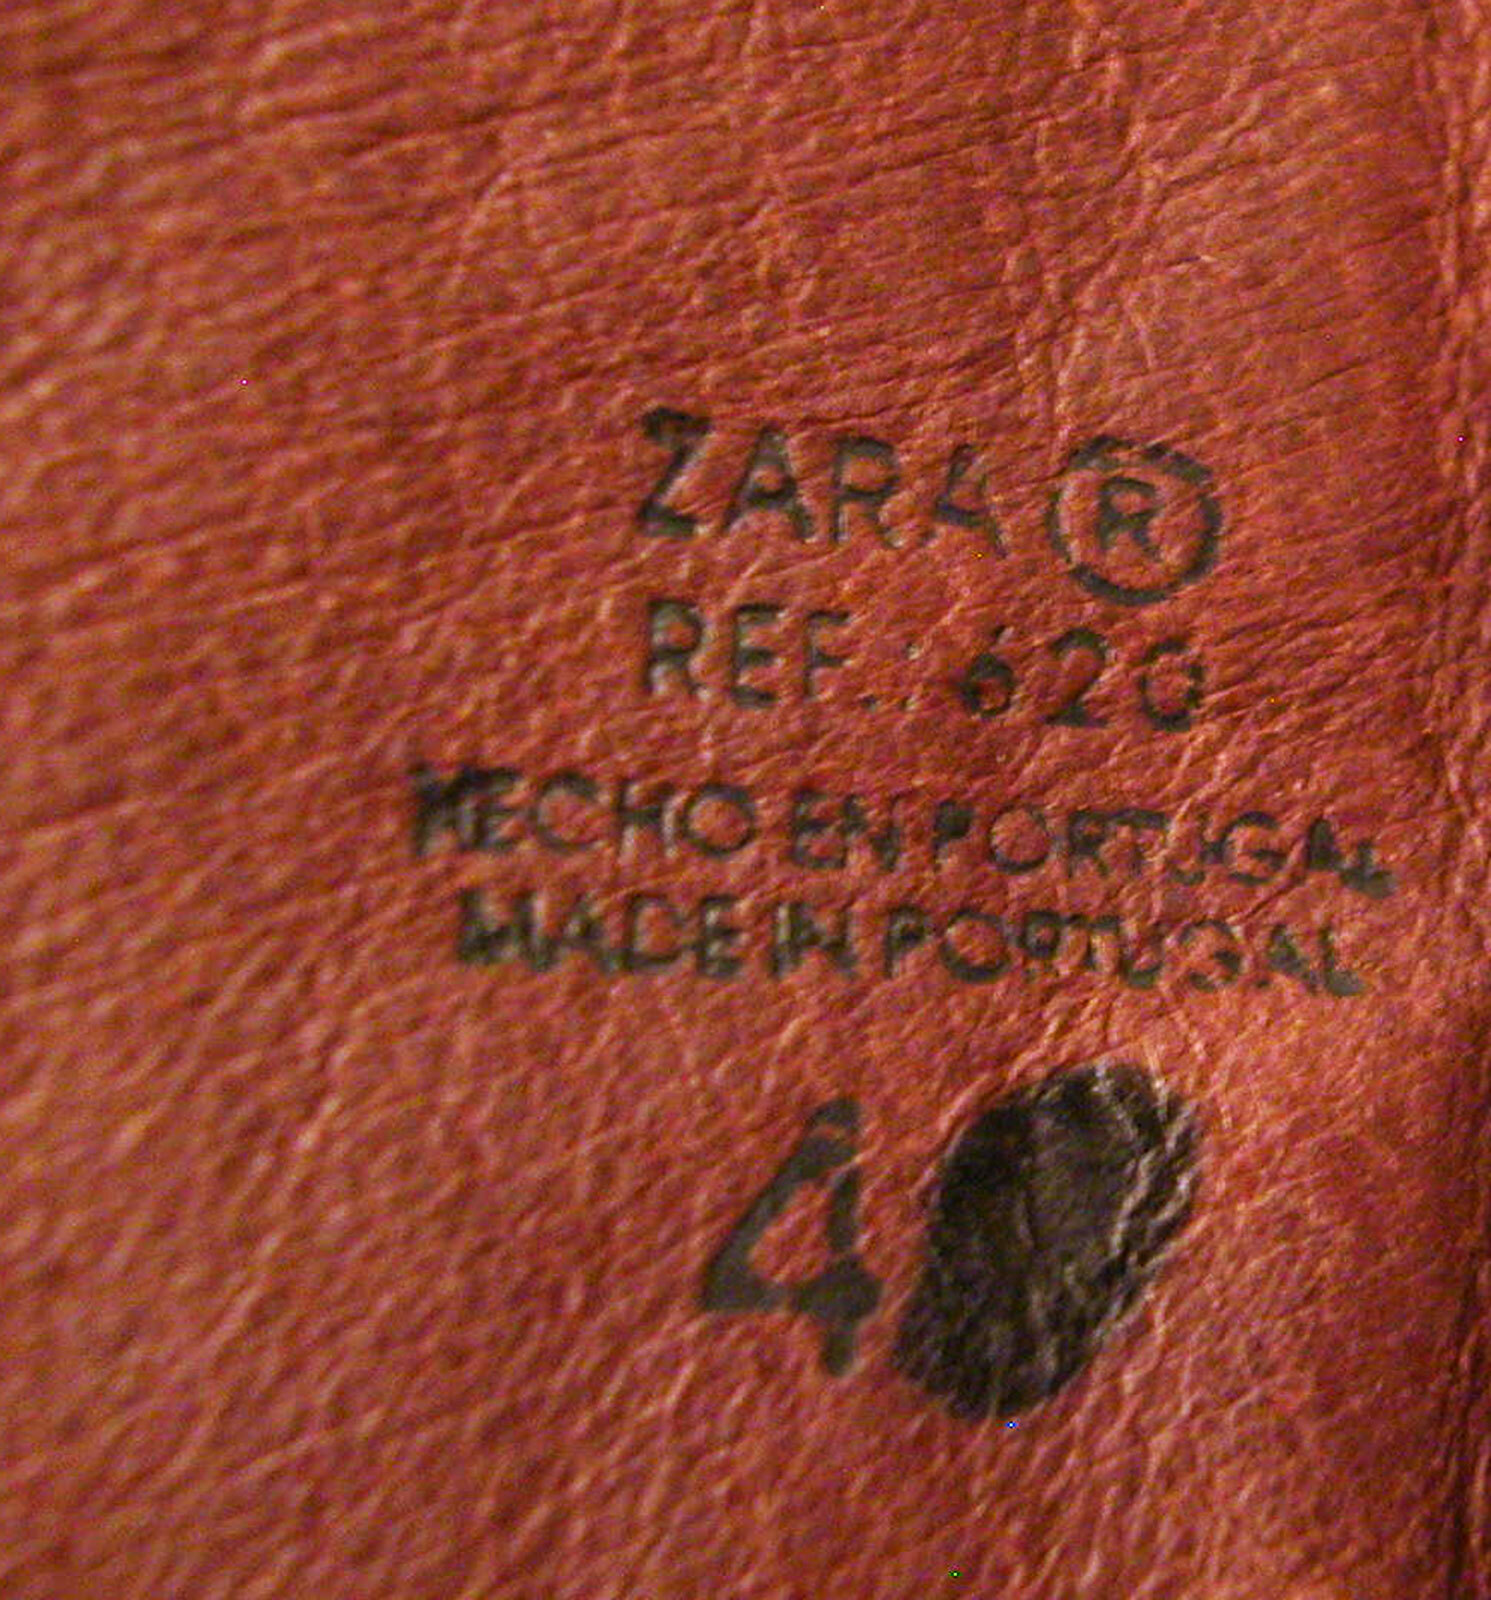 ZARA ®
REF.: 620
HECHO EN PORTUGAL
MADE IN PORTUGAL
4